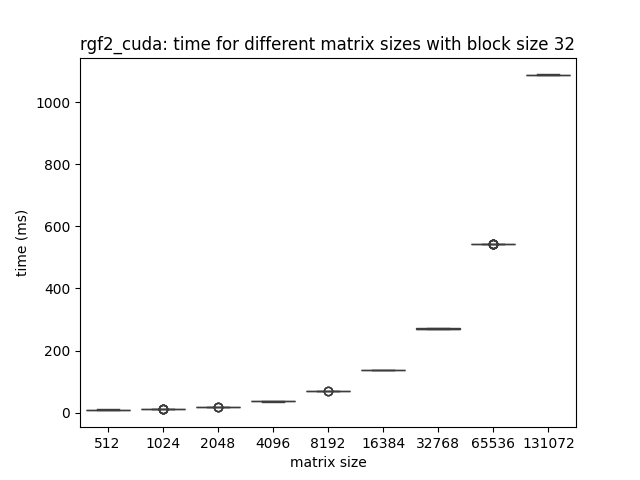 rgf2_cuda: time for different matrix sizes with block size 32
time (ms)
1000
800
600
400
200
0
512 1024 2048 4096 8192 16384 32768 65536 131072
matrix size